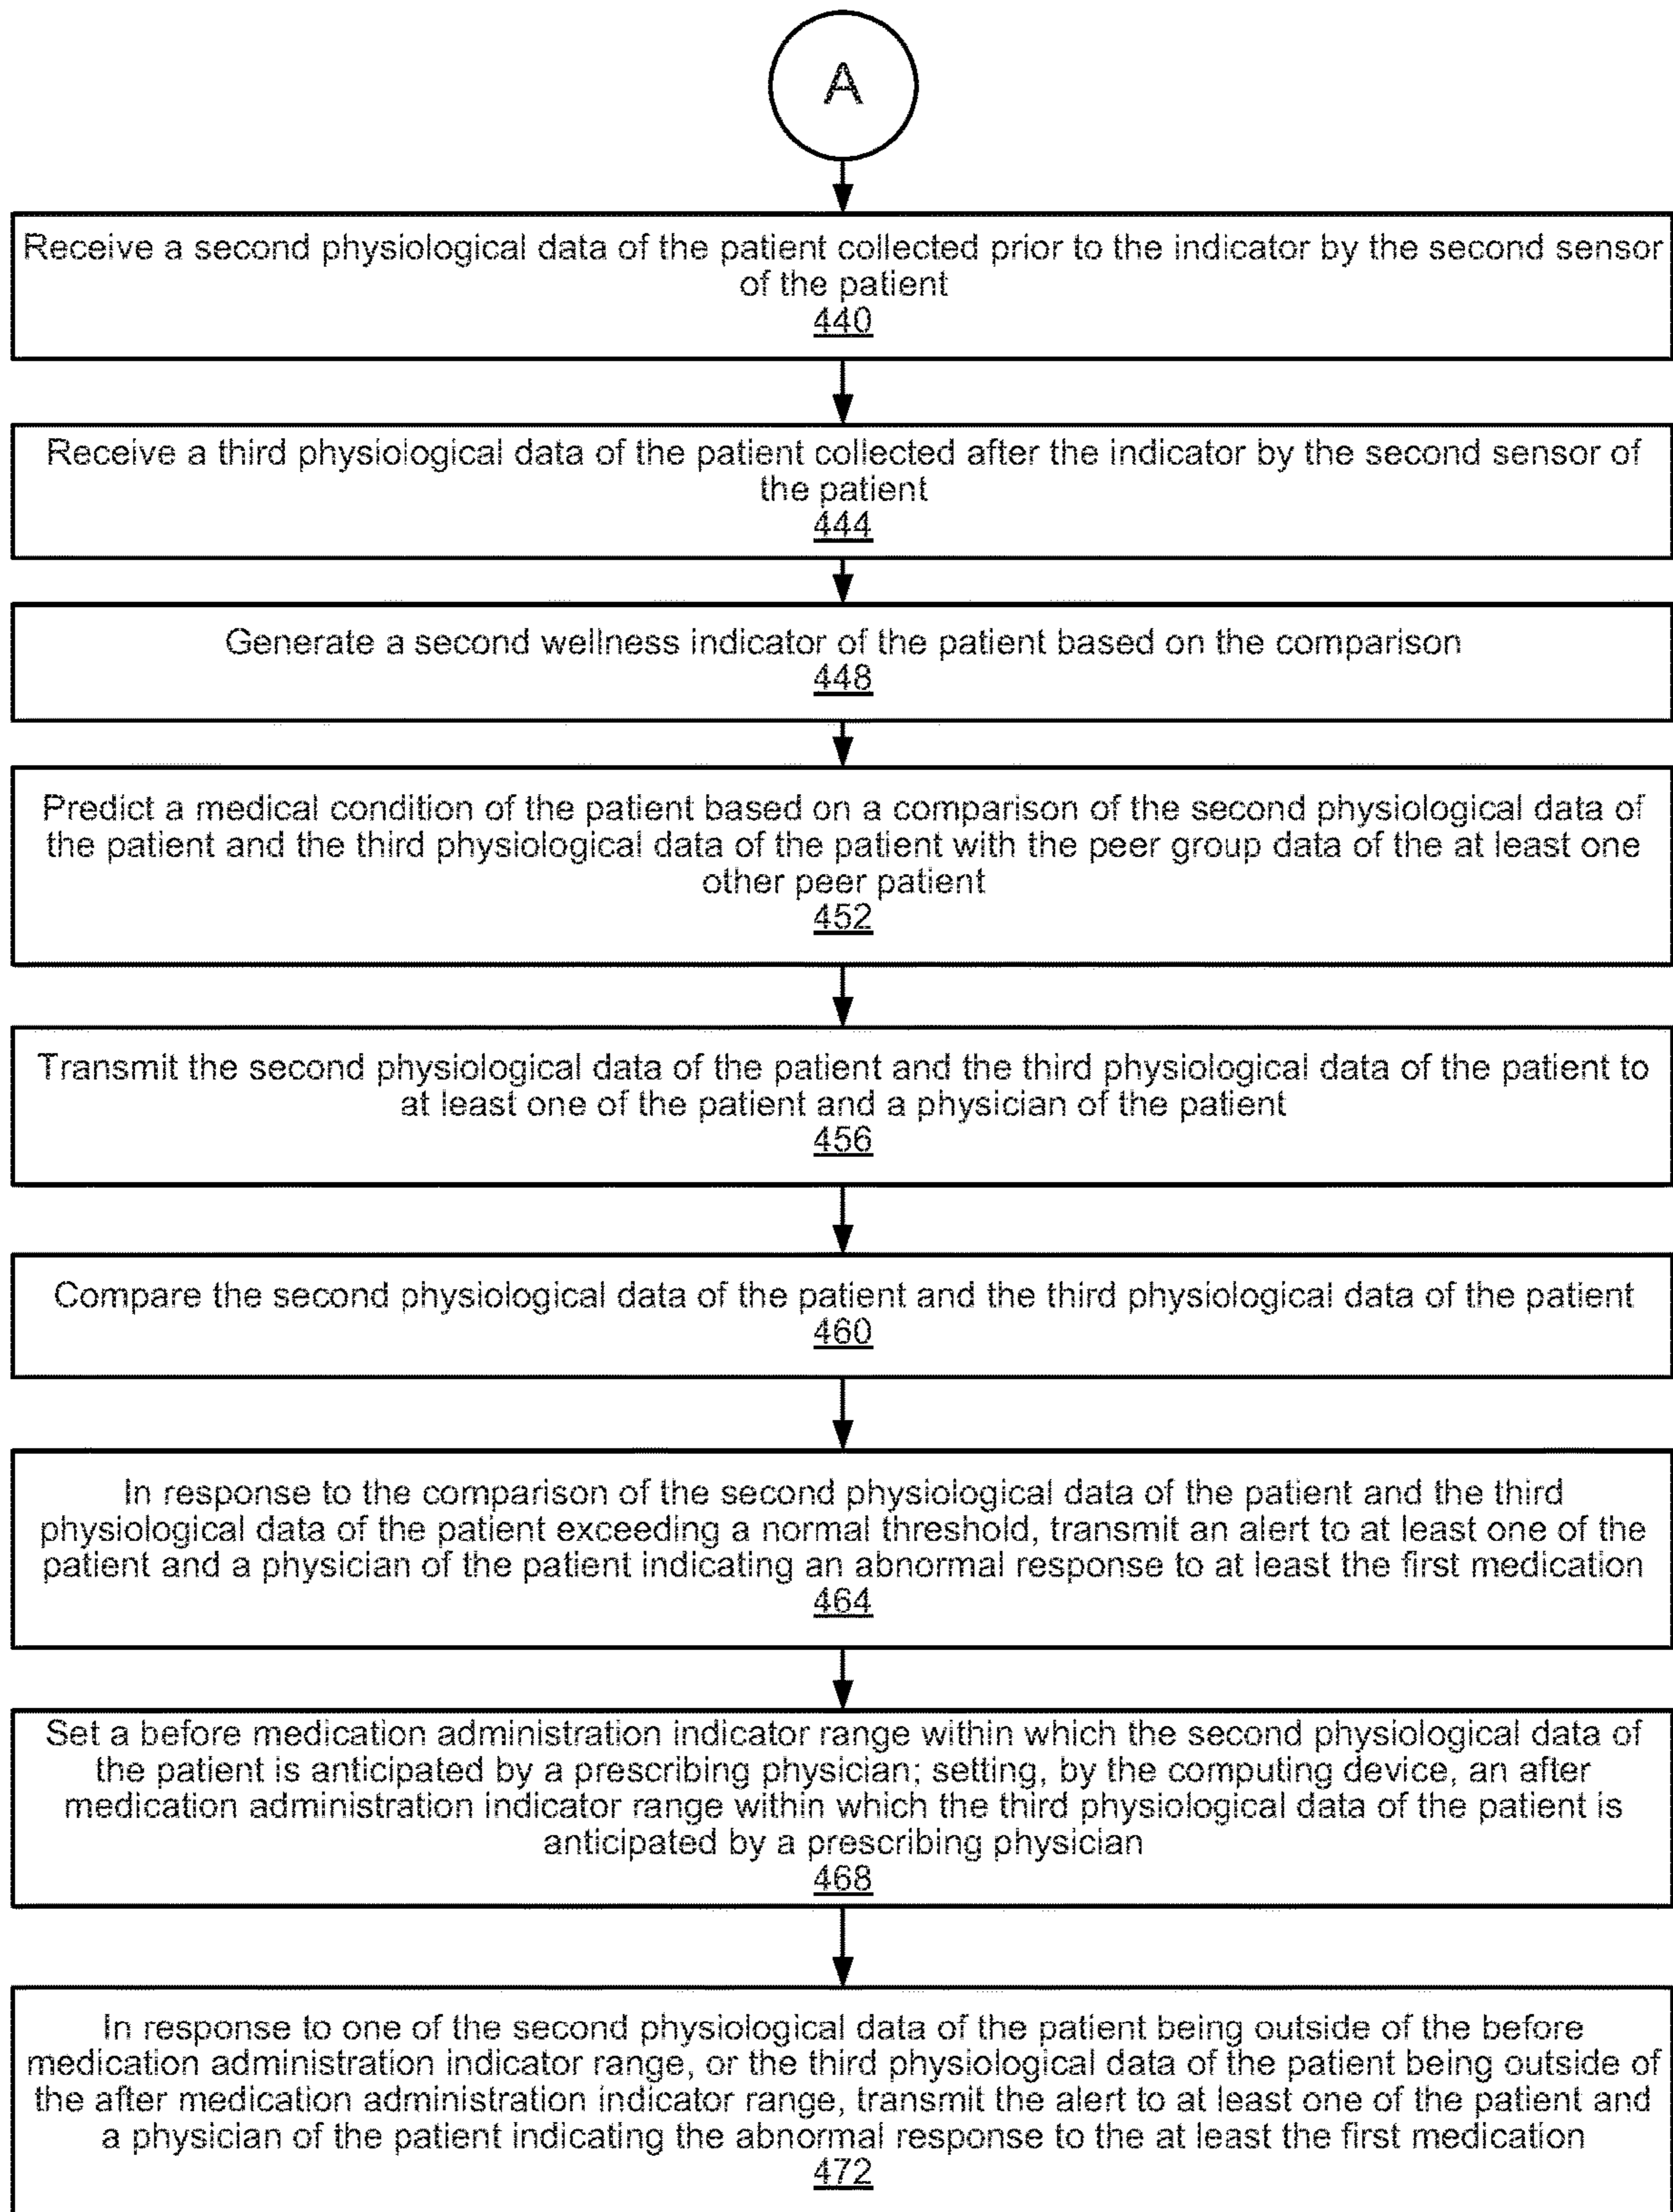 A
Receive a second physiological data of the patient collected prior to the indicator by the second sensor
of the patient
440
Receive a third physiological data of the patient collected after the indicator by the second sensor of
the patient
444
Generate a second wellness indicator of the patient based on the comparison
448
Predict a medical condition of the patient based on a comparison of the second physiological data of
the patient and the third physiological data of the patient with the peer group data of the at least one
other peer patient
452
Transmit the second physiological data of the patient and the third physiological data of the patient to
at least one of the patient and a physician of the patient
456
Compare the second physiological data of the patient and the third physiological data of the patient
460
In response to the comparison of the second physiological data of the patient and the third
physiological data of the patient exceeding a normal threshold, transmit an alert to at least one of the
patient and a physician of the patient indicating an abnormal response to at least the first medication
464
Set a before medication administration indicator range within which the second physiological data of
the patient is anticipated by a prescribing physician; setting, by the computing device, an after
medication administration indicator range within which the third physiological data of the patient is
anticipated by a prescribing physician
468
In response to one of the second physiological data of the patient being outside of the before
medication administration indicator range, or the third physiological data of the patient being outside of
the after medication administration indicator range, transmit the alert to at least one of the patient and
a physician of the patient indicating the abnormal response to the at least the first medication
472